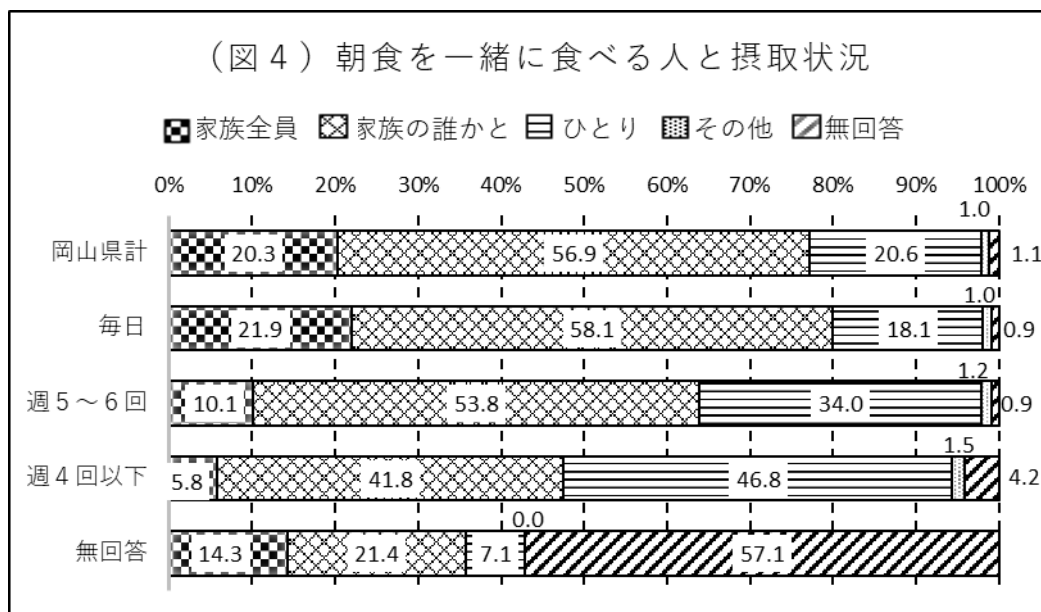 （図４）朝食を一緒に食べる人と摂取状況
家族全員 家族の誰かと ひとり その他 無回答
0% 10% 20% 30% 40% 50% 60% 70% 80% 90% 100%
1.0
岡山県計 20.3 56.9 20.6 1.1
1.0
毎日 21.9 58.1 18.1 0.9
1.2
週５～６回 10.1 53.8 34.0 0.9
1.5
週４回以下 5.8 41.8 46.8 4.2
0.0
無回答 14.3 21.4 7.1 57.1